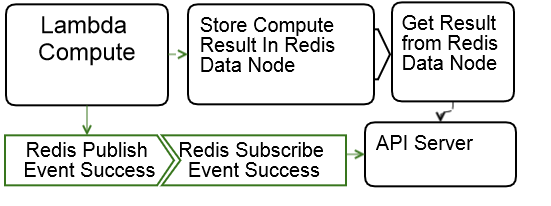 Lambda
Compute
Store Compute
Result In Redis
Data Node
Get Result
from Redis
Data Node
Redis Publish
Event Success
Redis Subscribe
Event Success
API Server